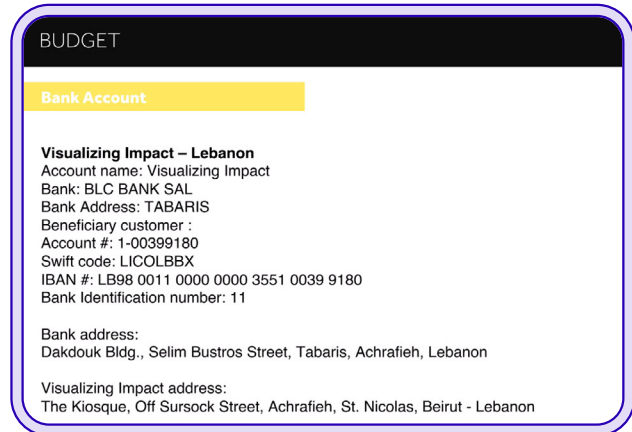 BUDGET
Bank Account
Visualizing Impact – Lebanon
Account name: Visualizing Impact
Bank: BLC BANK SAL
Bank Address: TABARIS
Beneficiary customer :
Account #: 1-00399180
Swift code: LICOLBBX
IBAN #: LB98 0011 0000 0000 3551 0039 9180
Bank Identification number: 11
Bank address:
Dakdouk Bldg., Selim Bustros Street, Tabaris, Achrafieh, Lebanon
Visualizing Impact address:
The Kiosque, Off Sursock Street, Achrafieh, St. Nicolas, Beirut - Lebanon